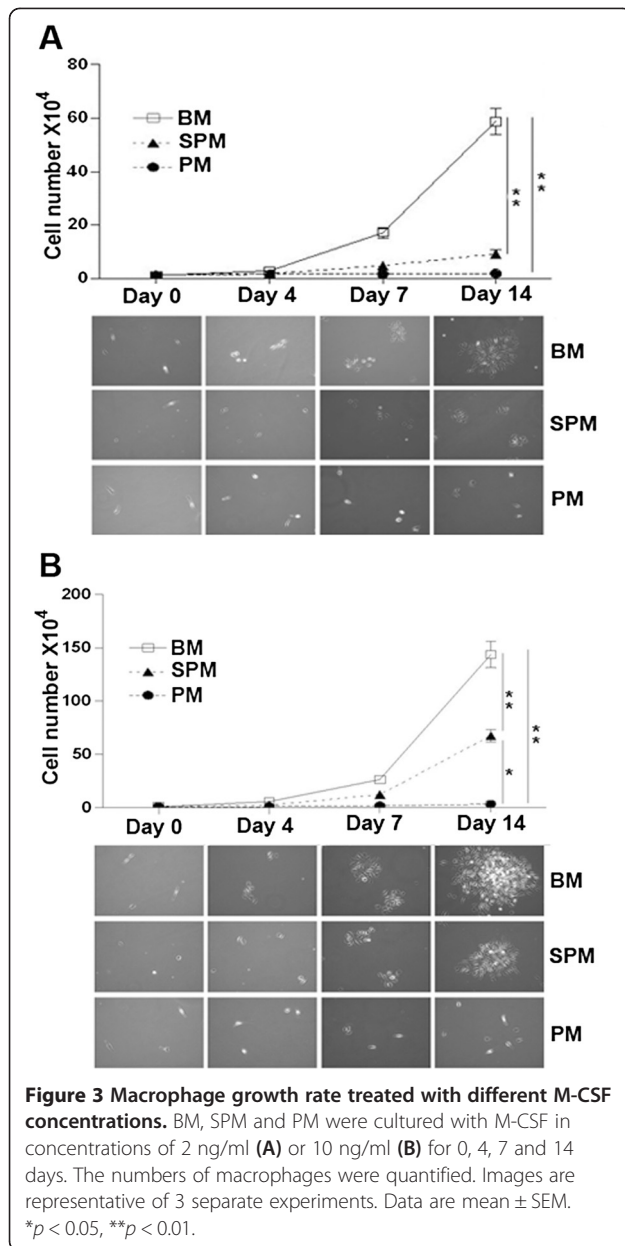 A
80
60
40
20
0
Cell number X10⁴
BM
SPM
PM
**
**
Day 0 Day 4 Day 7 Day 14
BM
SPM
PM
B
200
150
100
50
0
Cell number X10⁴
BM
SPM
PM
**
*
**
Day 0 Day 4 Day 7 Day 14
BM
SPM
PM
Figure 3 Macrophage growth rate treated with different M-CSF
concentrations. BM, SPM and PM were cultured with M-CSF in
concentrations of 2 ng/ml (A) or 10 ng/ml (B) for 0, 4, 7 and 14
days. The numbers of macrophages were quantified. Images are
representative of 3 separate experiments. Data are mean ± SEM.
*p < 0.05, **p < 0.01.